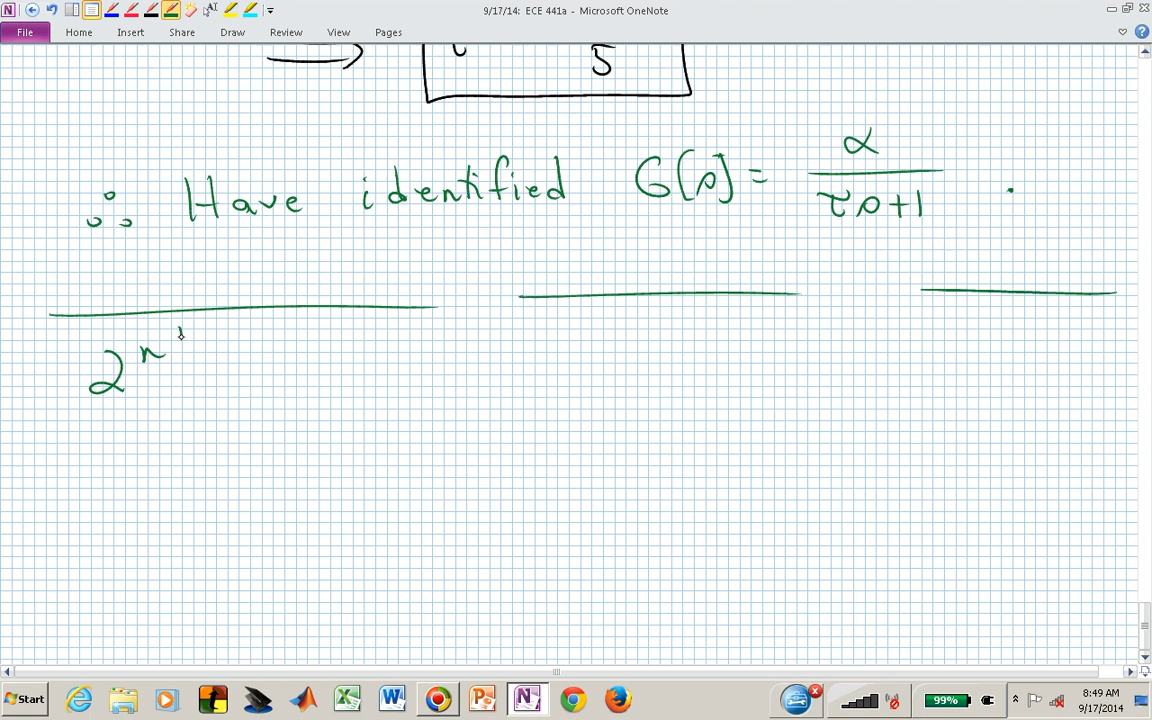 9/17/14: ECE 441a - Microsoft OneNote
File Home Insert Share Draw Review Hide View Pages
5
∴ Have identified G(s) = α / (τs+1) .
2ⁿ
99%
Start
8:49 AM
9/17/2014